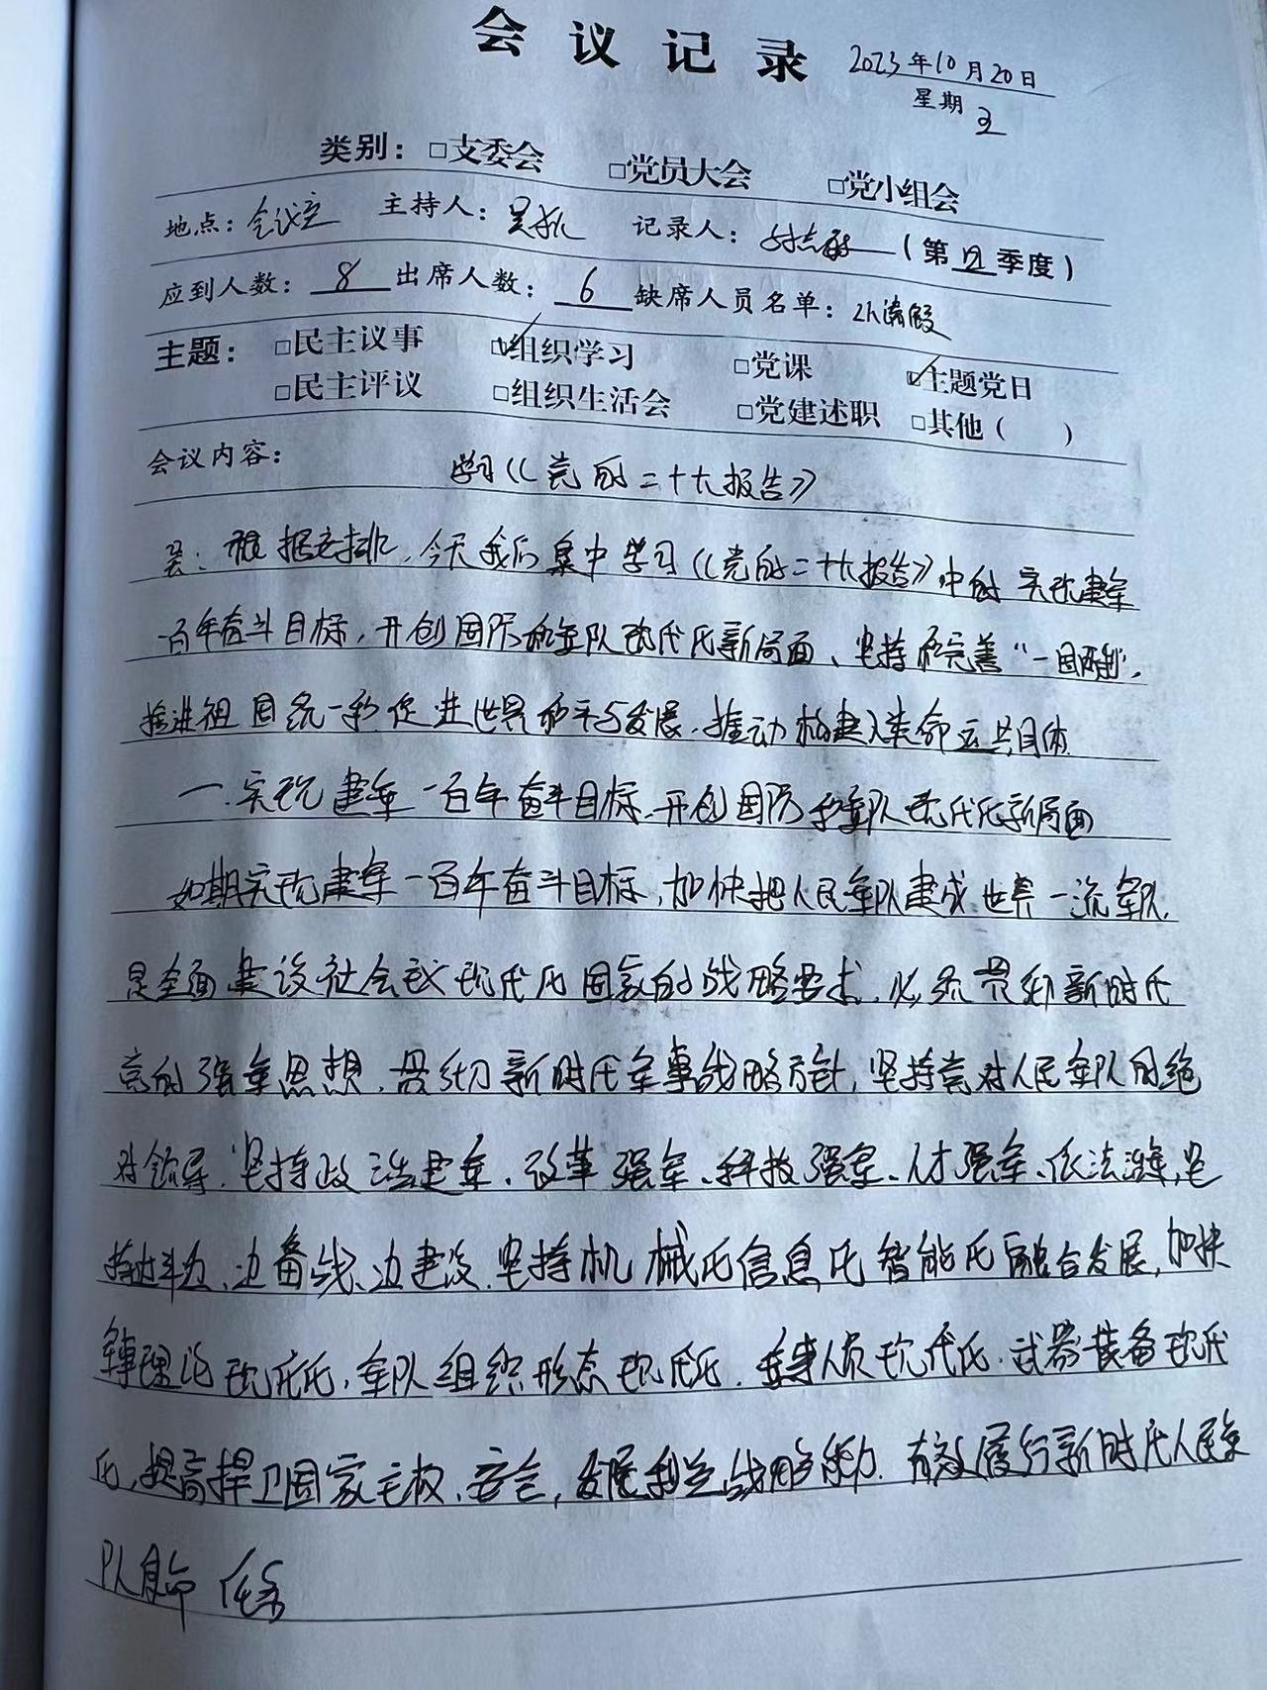 会议记录
2023年10月20日
星期五
类别：□支委会 □党员大会 □党小组会
地点：会议室 主持人：吴 记录人： （第四季度）
应到人数：8 出席人数：6 缺席人员名单：
主题：□民主议事 ☑组织学习 □党课 ☑主题党日
□民主评议 □组织生活会 □党建述职 □其他（ ）
会议内容：
学习《党的二十大报告》
吴：根据安排，今天我们集中学习《党的二十大报告》中的 实现建军
一百年奋斗目标，开创国防和军队现代化新局面、坚持和完善“一国两制”，
推进祖国统一和促进世界和平与发展，推动构建人类命运共同体
一、实现建军一百年奋斗目标，开创国防和军队现代化新局面
如期实现建军一百年奋斗目标，加快把人民军队建成世界一流军队，
是全面建设社会主义现代化国家的战略要求，必须贯彻新时代
党的强军思想，贯彻新时代军事战略方针，坚持党对人民军队的绝
对领导，坚持政治建军、改革强军、科技强军、人才强军、依法治军，坚
持边斗争、边备战、边建设，坚持机械化信息化智能化融合发展，加快
军事理论现代化，军队组织形态现代化，军事人员现代化，武器装备现代
化，提高捍卫国家主权、安全，发展利益战略能力，有效履行新时代人民军
队使命任务